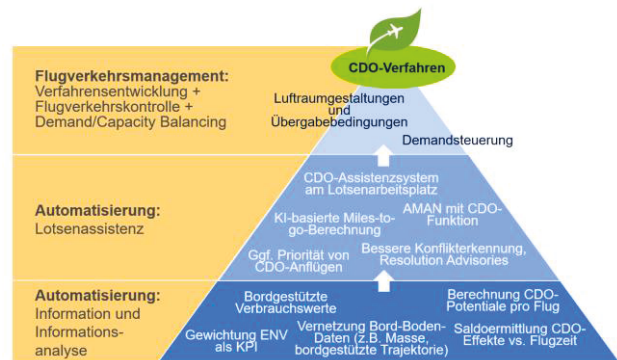 CDO-Verfahren
Flugverkehrsmanagement:
Verfahrensentwicklung +
Flugverkehrskontrolle +
Demand/Capacity Balancing
Luftraumgestaltungen
und
Übergabebedingungen
Demandsteuerung
Automatisierung:
Lotsenassistenz
CDO-Assistenzsystem
am Lotsenarbeitsplatz
KI-basierte Miles-to-
go-Berechnung
AMAN mit CDO-
Funktion
Ggf. Priorität von
CDO-Anflügen
Bessere Konflikterkennung,
Resolution Advisories
Automatisierung:
Information und
Informations-
analyse
Bordgestützte
Verbrauchswerte
Berechnung CDO-
Potentiale pro Flug
Gewichtung ENV
als KPI
Vernetzung Bord-Boden-
Daten (z.B. Masse,
bordgestützte Trajektorie)
Saldoermittlung CDO-
Effekte vs. Flugzeit